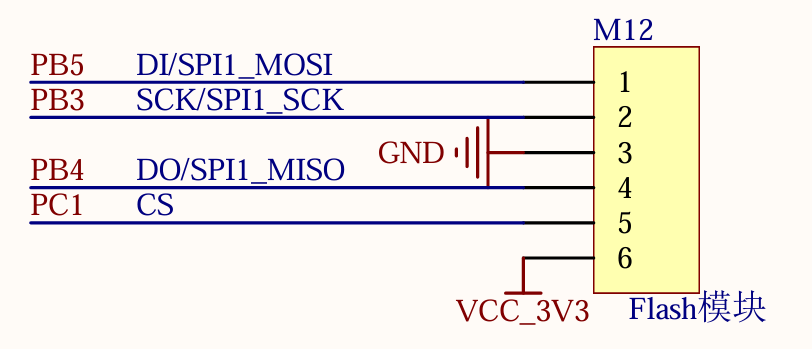 M12
PB5 DI/SPI1_MOSI 1
PB3 SCK/SPI1_SCK 2
GND 3
PB4 DO/SPI1_MISO 4
PC1 CS 5
6
VCC_3V3 Flash模块